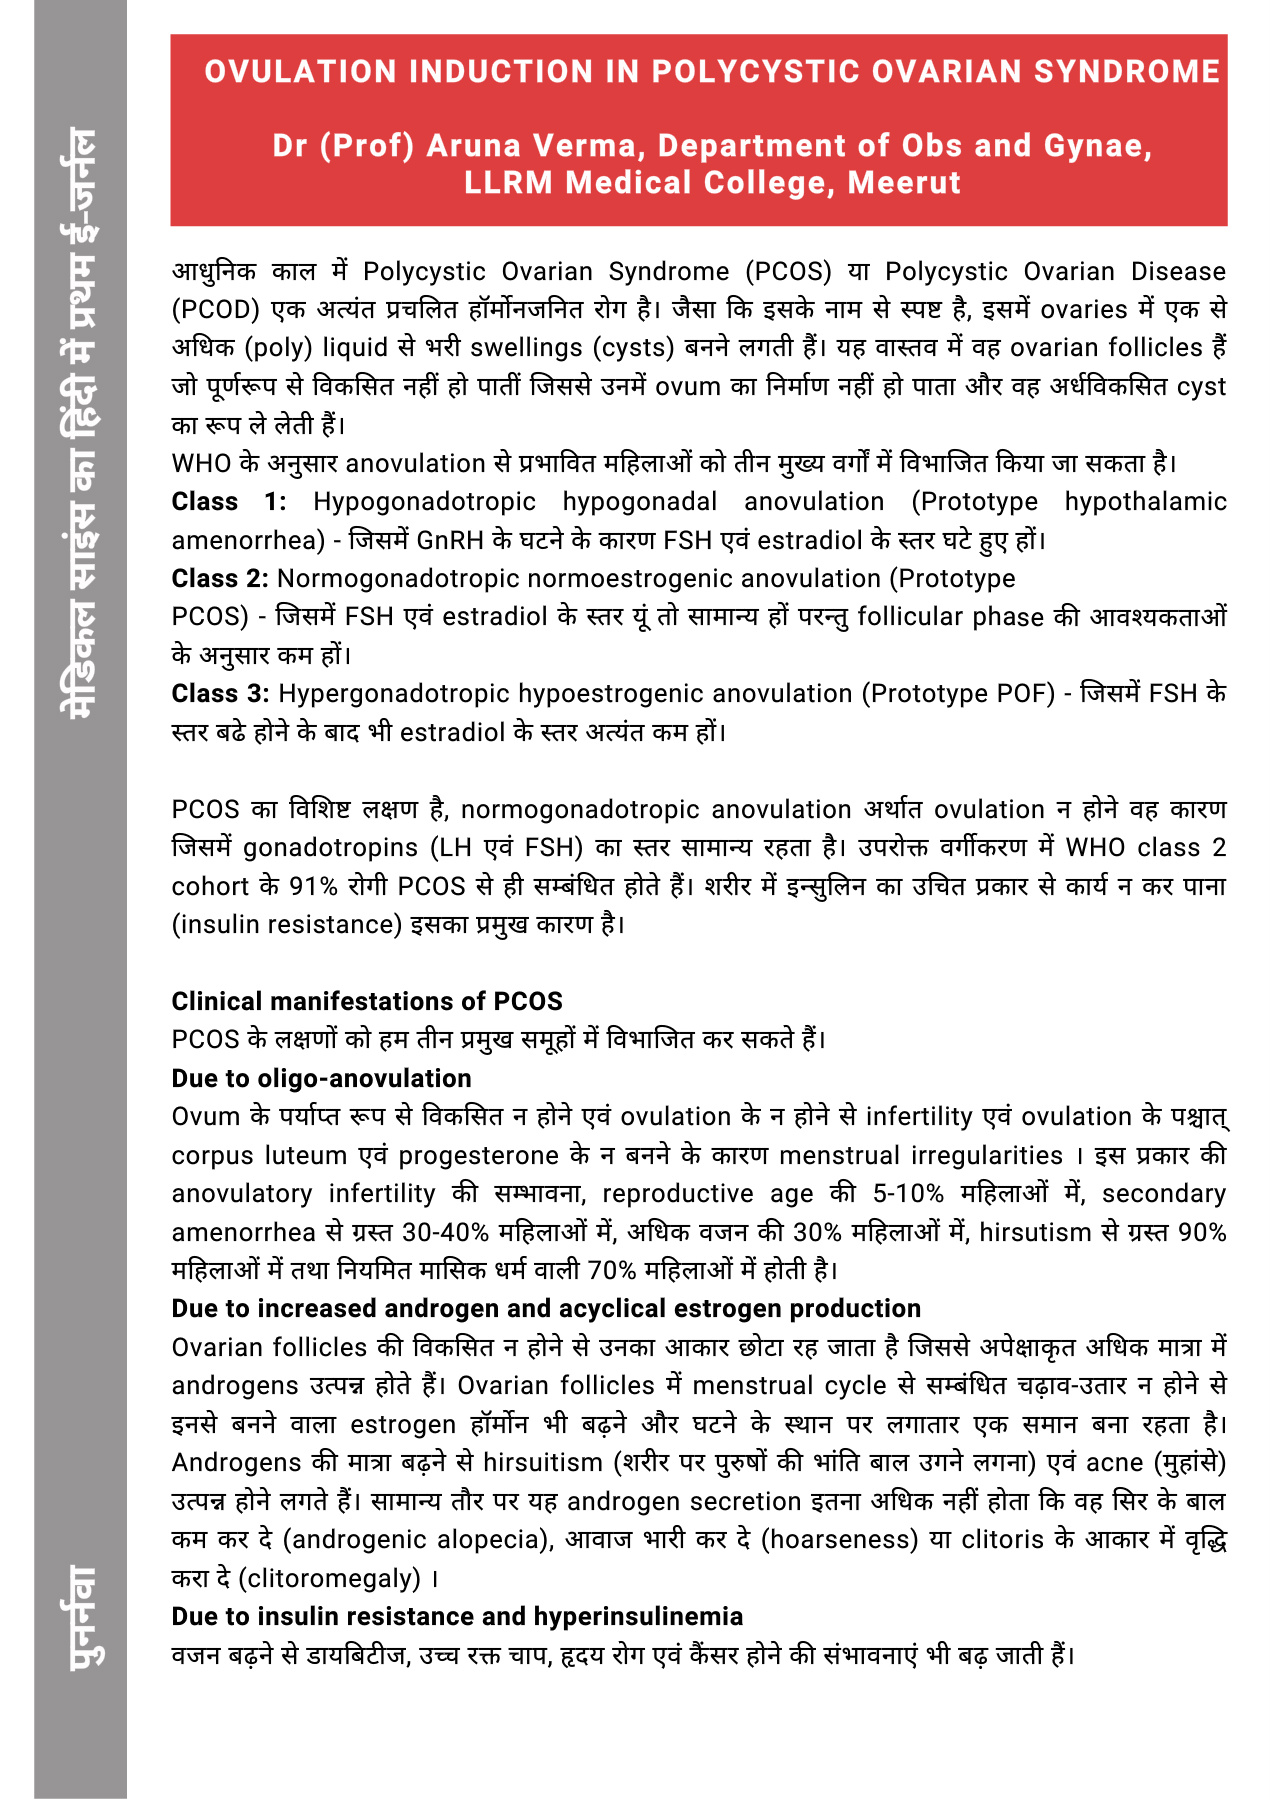 OVULATION INDUCTION IN POLYCYSTIC OVARIAN SYNDROME
Dr (Prof) Aruna Verma, Department of Obs and Gynae,
LLRM Medical College, Meerut
आधुनिक काल में Polycystic Ovarian Syndrome (PCOS) या Polycystic Ovarian Disease
(PCOD) एक अत्यंत प्रचलित हॉर्मोनजनित रोग है। जैसा कि इसके नाम से स्पष्ट है, इसमें ovaries में एक से
अधिक (poly) liquid से भरी swellings (cysts) बनने लगती हैं। यह वास्तव में वह ovarian follicles हैं
जो पूर्णरूप से विकसित नहीं हो पातीं जिससे उनमें ovum का निर्माण नहीं हो पाता और वह अर्धविकसित cyst
का रूप ले लेती हैं।
WHO के अनुसार anovulation से प्रभावित महिलाओं को तीन मुख्य वर्गों में विभाजित किया जा सकता है।
Class 1: Hypogonadotropic hypogonadal anovulation (Prototype hypothalamic
amenorrhea) - जिसमें GnRH के घटने के कारण FSH एवं estradiol के स्तर घटे हुए हों।
Class 2: Normogonadotropic normoestrogenic anovulation (Prototype
PCOS) - जिसमें FSH एवं estradiol के स्तर यूं तो सामान्य हों परन्तु follicular phase की आवश्यकताओं
के अनुसार कम हों।
Class 3: Hypergonadotropic hypoestrogenic anovulation (Prototype POF) - जिसमें FSH के
स्तर बढे होने के बाद भी estradiol के स्तर अत्यंत कम हों।
PCOS का विशिष्ट लक्षण है, normogonadotropic anovulation अर्थात ovulation न होने वह कारण
जिसमें gonadotropins (LH एवं FSH) का स्तर सामान्य रहता है। उपरोक्त वर्गीकरण में WHO class 2
cohort के 91% रोगी PCOS से ही सम्बंधित होते हैं। शरीर में इन्सुलिन का उचित प्रकार से कार्य न कर पाना
(insulin resistance) इसका प्रमुख कारण है।
Clinical manifestations of PCOS
PCOS के लक्षणों को हम तीन प्रमुख समूहों में विभाजित कर सकते हैं।
Due to oligo-anovulation
Ovum के पर्याप्त रूप से विकसित न होने एवं ovulation के न होने से infertility एवं ovulation के पश्चात्
corpus luteum एवं progesterone के न बनने के कारण menstrual irregularities । इस प्रकार की
anovulatory infertility की सम्भावना, reproductive age की 5-10% महिलाओं में, secondary
amenorrhea से ग्रस्त 30-40% महिलाओं में, अधिक वजन की 30% महिलाओं में, hirsutism से ग्रस्त 90%
महिलाओं में तथा नियमित मासिक धर्म वाली 70% महिलाओं में होती है।
Due to increased androgen and acyclical estrogen production
Ovarian follicles की विकसित न होने से उनका आकार छोटा रह जाता है जिससे अपेक्षाकृत अधिक मात्रा में
androgens उत्पन्न होते हैं। Ovarian follicles में menstrual cycle से सम्बंधित चढ़ाव-उतार न होने से
इनसे बनने वाला estrogen हॉर्मोन भी बढ़ने और घटने के स्थान पर लगातार एक समान बना रहता है।
Androgens की मात्रा बढ़ने से hirsuitism (शरीर पर पुरुषों की भांति बाल उगने लगना) एवं acne (मुहांसे)
उत्पन्न होने लगते हैं। सामान्य तौर पर यह androgen secretion इतना अधिक नहीं होता कि वह सिर के बाल
कम कर दे (androgenic alopecia), आवाज भारी कर दे (hoarseness) या clitoris के आकार में वृद्धि
करा दे (clitoromegaly) ।
Due to insulin resistance and hyperinsulinemia
वजन बढ़ने से डायबिटीज, उच्च रक्त चाप, हृदय रोग एवं कैंसर होने की संभावनाएं भी बढ़ जाती हैं।
मेडिकल साइंस का हिंदी में प्रथम ई-जर्नल
पुनर्नवा